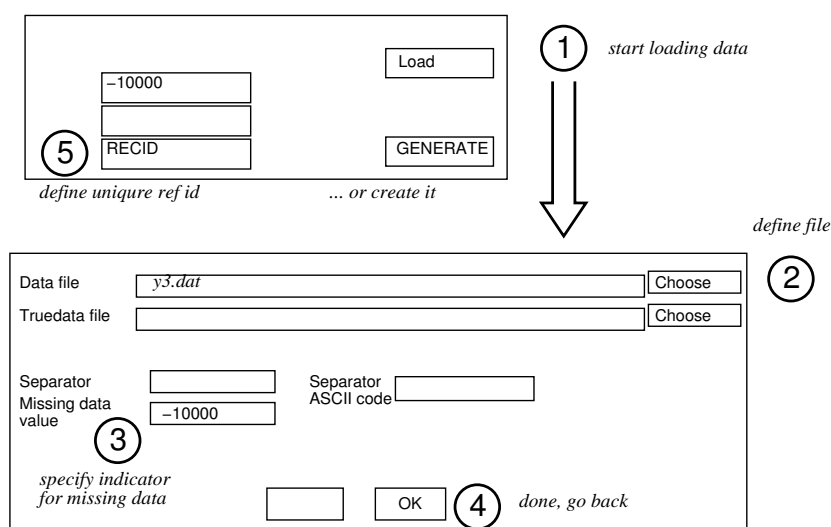 Load
1
start loading data
−10000
5
RECID
GENERATE
define uniqure ref id
... or create it
define file
2
Data file
y3.dat
Choose
Truedata file
Choose
Separator
Separator
ASCII code
Missing data
value
−10000
3
specify indicator
for missing data
OK
4
done, go back